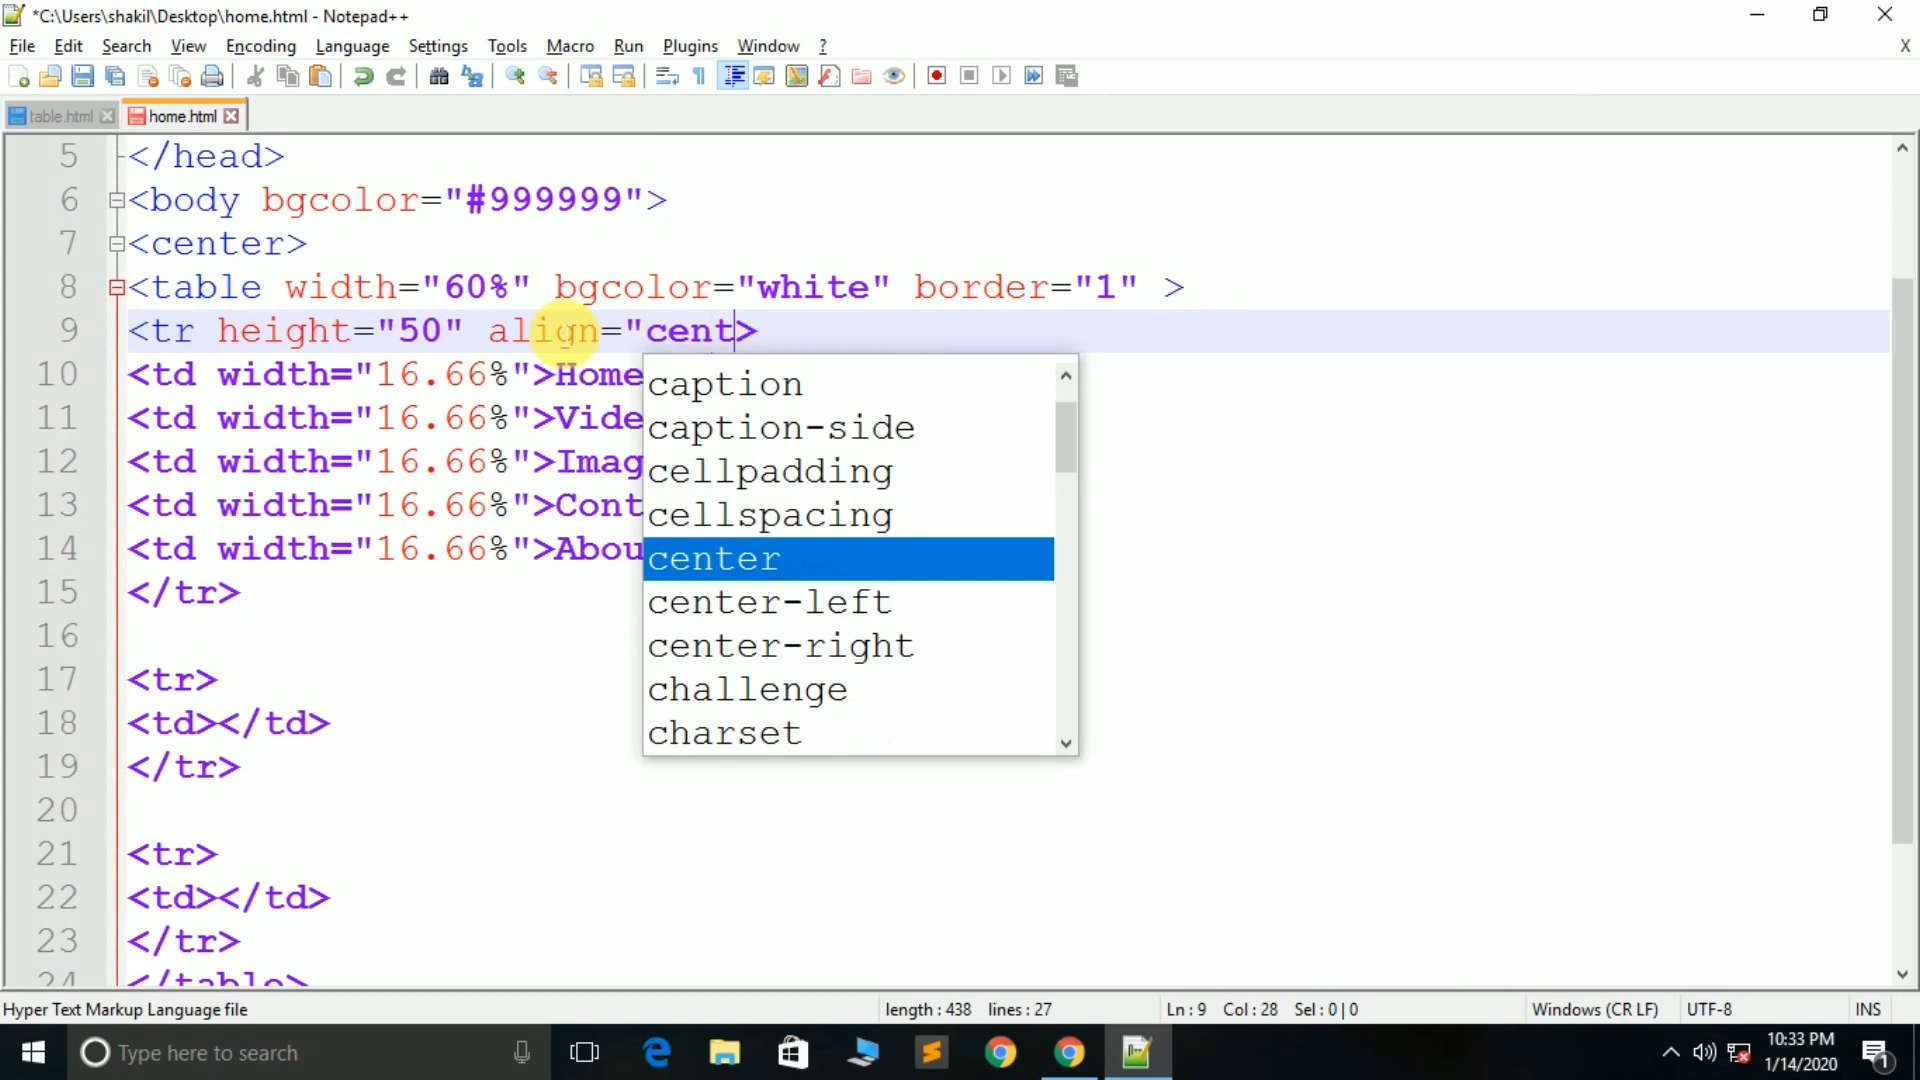 *C:\Users\shakil\Desktop\home.html - Notepad++
File Edit Search View Encoding Language Settings Tools Macro Run Plugins Window ? X
table.html home.html
5 </head>
6 <body bgcolor="#999999">
7 <center>
8 <table width="60%" bgcolor="white" border="1" >
9 <tr height="50" align="cent>
10 <td width="16.66%">Home
11 <td width="16.66%">Vide
12 <td width="16.66%">Imag
13 <td width="16.66%">Cont
14 <td width="16.66%">Abou
15 </tr>
16
17 <tr>
18 <td></td>
19 </tr>
20
21 <tr>
22 <td></td>
23 </tr>
24 </table>
caption
caption-side
cellpadding
cellspacing
center
center-left
center-right
challenge
charset
Hyper Text Markup Language file length : 438 lines : 27 Ln : 9 Col : 28 Sel : 0 | 0 Windows (CR LF) UTF-8 INS
Type here to search
10:33 PM
1/14/2020
1